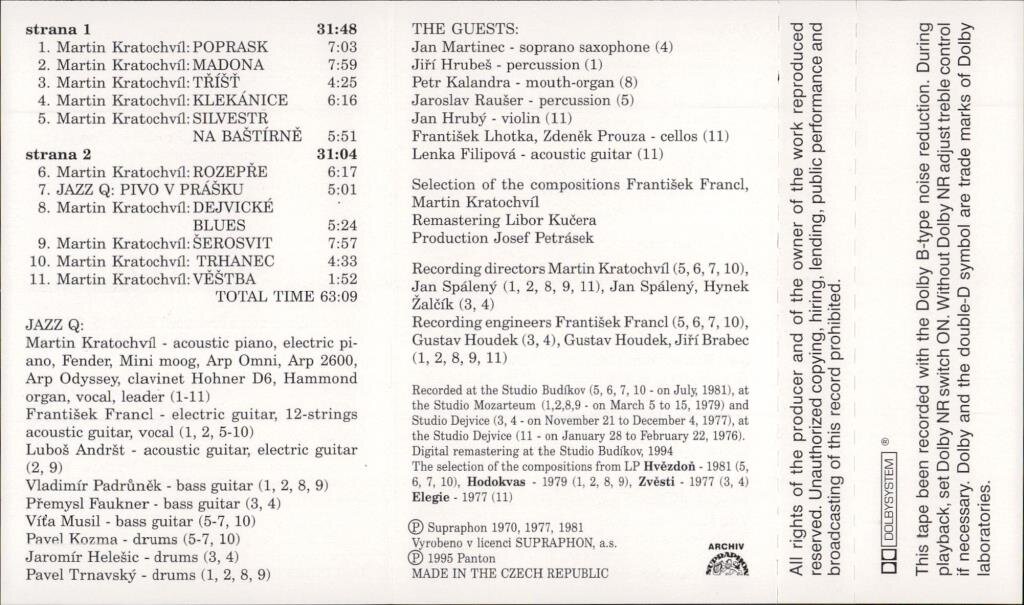 strana 1 31:48
1. Martin Kratochvíl: POPRASK 7:03
2. Martin Kratochvíl: MADONA 7:59
3. Martin Kratochvíl: TŘÍŠŤ 4:25
4. Martin Kratochvíl: KLEKÁNICE 6:16
5. Martin Kratochvíl: SILVESTR
NA BAŠTÍRNĚ 5:51
strana 2 31:04
6. Martin Kratochvíl: ROZEPŘE 6:17
7. JAZZ Q: PIVO V PRÁŠKU 5:01
8. Martin Kratochvíl: DEJVICKÉ
BLUES 5:24
9. Martin Kratochvíl: ŠEROSVIT 7:57
10. Martin Kratochvíl: TRHANEC 4:33
11. Martin Kratochvíl: VĚŠTBA 1:52
TOTAL TIME 63:09
JAZZ Q:
Martin Kratochvíl - acoustic piano, electric pi-
ano, Fender, Mini moog, Arp Omni, Arp 2600,
Arp Odyssey, clavinet Hohner D6, Hammond
organ, vocal, leader (1-11)
František Francl - electric guitar, 12-strings
acoustic guitar, vocal (1, 2, 5-10)
Luboš Andršt - acoustic guitar, electric guitar
(2, 9)
Vladimír Padrůněk - bass guitar (1, 2, 8, 9)
Přemysl Faukner - bass guitar (3, 4)
Víťa Musil - bass guitar (5-7, 10)
Pavel Kozma - drums (5-7, 10)
Jaromír Helešic - drums (3, 4)
Pavel Trnavský - drums (1, 2, 8, 9)
THE GUESTS:
Jan Martinec - soprano saxophone (4)
Jiří Hrubeš - percussion (1)
Petr Kalandra - mouth-organ (8)
Jaroslav Raušer - percussion (5)
Jan Hrubý - violin (11)
František Lhotka, Zdeněk Prouza - cellos (11)
Lenka Filipová - acoustic guitar (11)
Selection of the compositions František Francl,
Martin Kratochvíl
Remastering Libor Kučera
Production Josef Petrásek
Recording directors Martin Kratochvíl (5, 6, 7, 10),
Jan Spálený (1, 2, 8, 9, 11), Jan Spálený, Hynek
Žalčík (3, 4)
Recording engineers František Francl (5, 6, 7, 10),
Gustav Houdek (3, 4), Gustav Houdek, Jiří Brabec
(1, 2, 8, 9, 11)
Recorded at the Studio Budíkov (5, 6, 7, 10 - on July, 1981), at
the Studio Mozarteum (1,2,8,9 - on March 5 to 15, 1979) and
Studio Dejvice (3, 4 - on November 21 to December 4, 1977), at
the Studio Dejvice (11 - on January 28 to February 22, 1976).
Digital remastering at the Studio Budíkov, 1994
The selection of the compositions from LP Hvězdoň - 1981 (5,
6, 7, 10), Hodokvas - 1979 (1, 2, 8, 9), Zvěsti - 1977 (3, 4)
Elegie - 1977 (11)
Ⓟ Supraphon 1970, 1977, 1981
Vyrobeno v licenci SUPRAPHON, a.s.
Ⓟ 1995 Panton
MADE IN THE CZECH REPUBLIC
ARCHIV
SUPRAPHON
All rights of the producer and of the owner of the work reproduced
reserved. Unauthorized copying, hiring, lending, public performance and
broadcasting of this record prohibited.
DOLBY SYSTEM ®
This tape been recorded with the Dolby B-type noise reduction. During
playback, set Dolby NR switch ON. Without Dolby NR adjust treble control
if necessary. Dolby and the double-D symbol are trade marks of Dolby
laboratories.